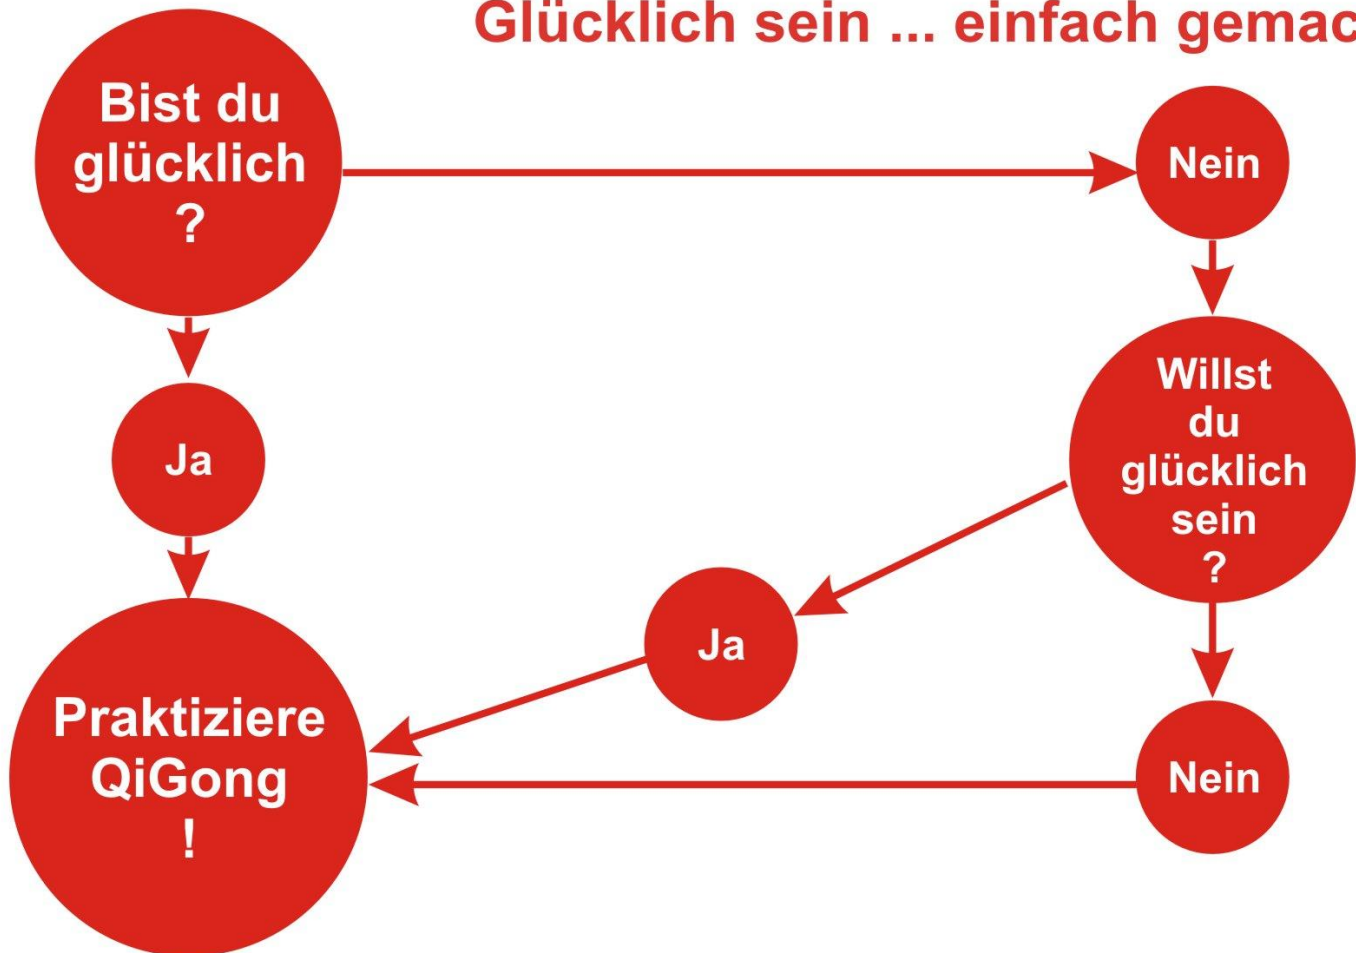 Glücklich sein ... einfach gemac
Bist du
glücklich
?
Nein
Willst
du
glücklich
sein
?
Ja
Ja
Nein
Praktiziere
QiGong
!